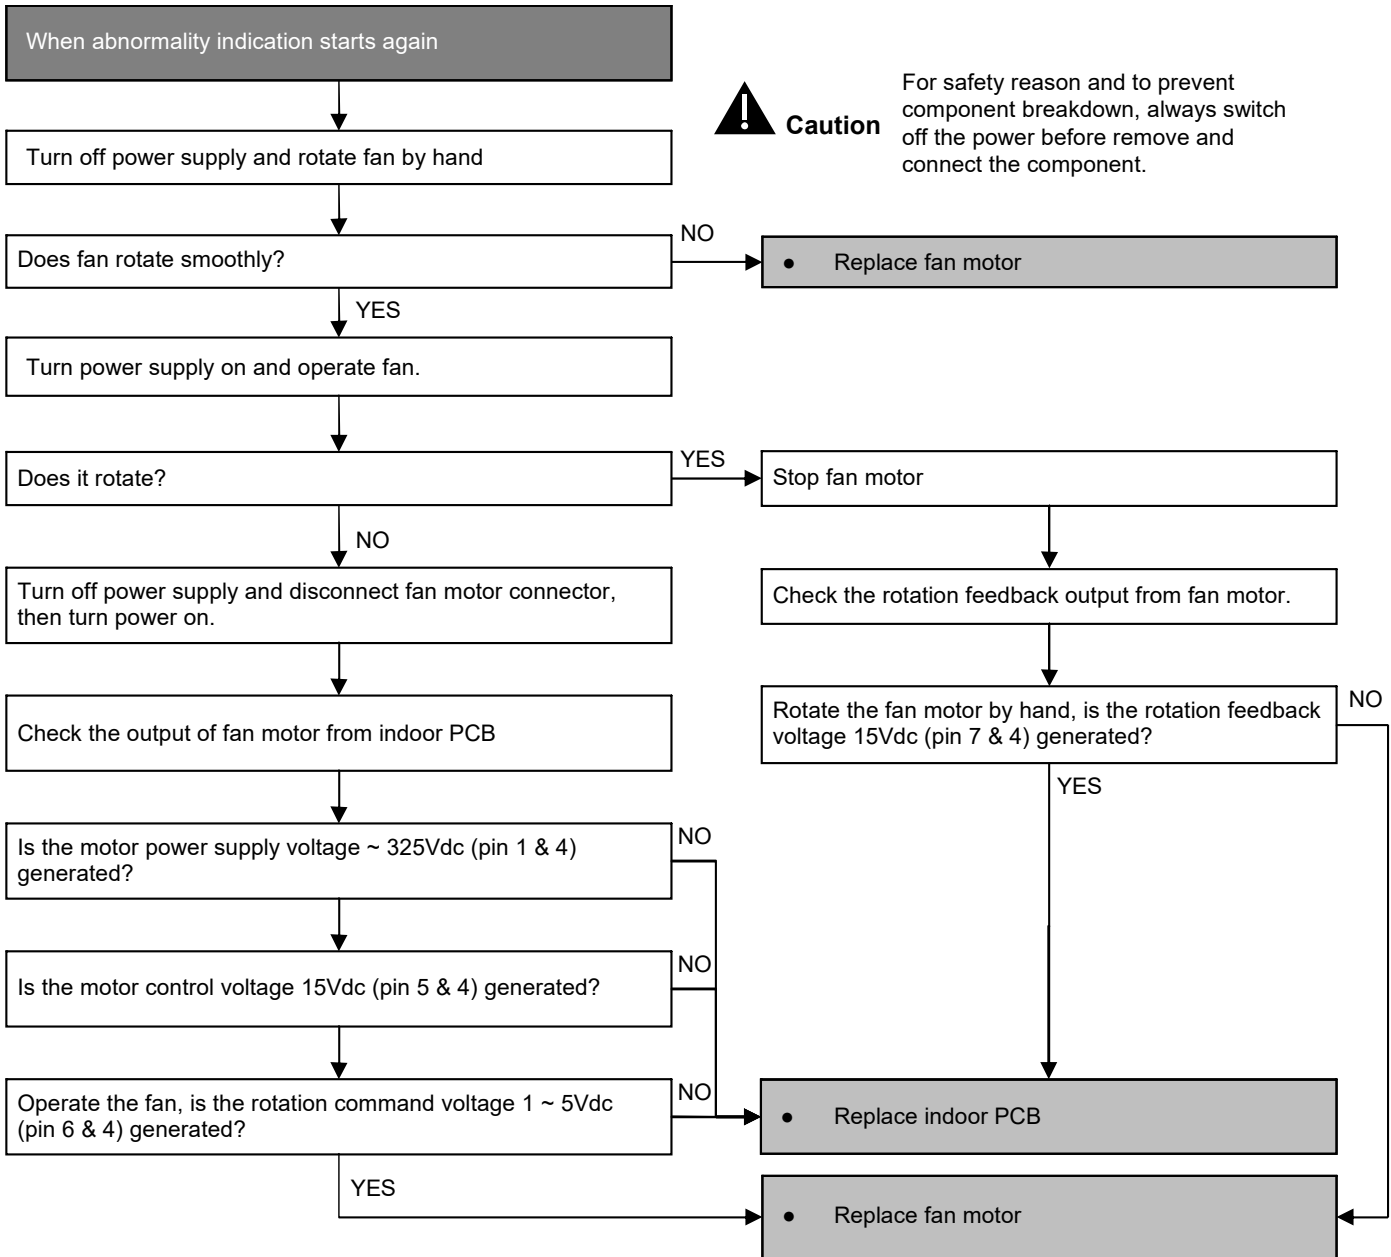 When abnormality indication starts again
Caution
For safety reason and to prevent
component breakdown, always switch
off the power before remove and
connect the component.
Turn off power supply and rotate fan by hand
Does fan rotate smoothly?
NO
● Replace fan motor
YES
Turn power supply on and operate fan.
Does it rotate?
YES
Stop fan motor
NO
Turn off power supply and disconnect fan motor connector,
then turn power on.
Check the rotation feedback output from fan motor.
Check the output of fan motor from indoor PCB
Rotate the fan motor by hand, is the rotation feedback
voltage 15Vdc (pin 7 & 4) generated?
NO
YES
Is the motor power supply voltage ~ 325Vdc (pin 1 & 4)
generated?
NO
Is the motor control voltage 15Vdc (pin 5 & 4) generated?
NO
Operate the fan, is the rotation command voltage 1 ~ 5Vdc
(pin 6 & 4) generated?
NO
● Replace indoor PCB
YES
● Replace fan motor